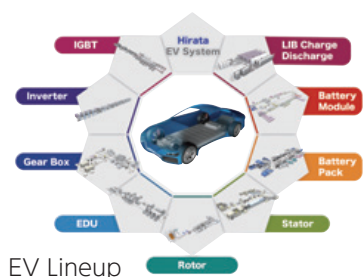 Hirata
EV System
IGBT
LIB Charge
Discharge
Inverter
Battery
Module
Gear Box
Battery
Pack
EDU
Stator
Rotor
EV Lineup